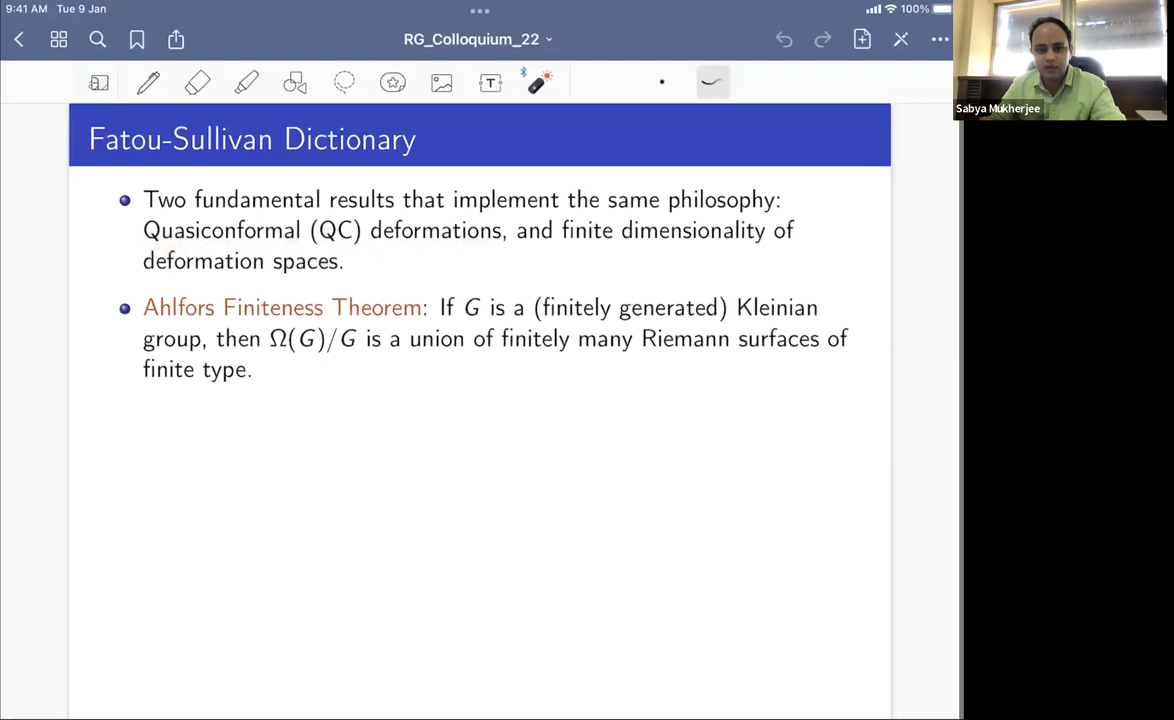 9:41 AM Tue 9 Jan
100%
RG_Colloquium_22
T
Sabya Mukherjee
Fatou-Sullivan Dictionary
Two fundamental results that implement the same philosophy:
Quasiconformal (QC) deformations, and finite dimensionality of
deformation spaces.
Ahlfors Finiteness Theorem: If G is a (finitely generated) Kleinian
group, then Ω(G)/G is a union of finitely many Riemann surfaces of
finite type.